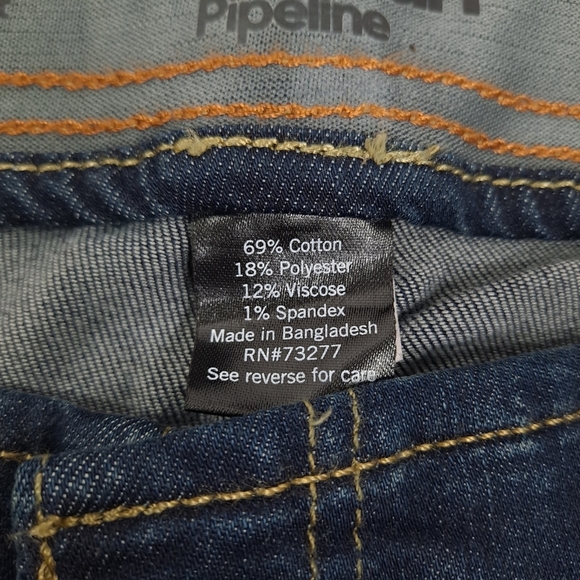 Pipeline
69% Cotton
18% Polyester
12% Viscose
1% Spandex
Made in Bangladesh
RN#73277
See reverse for care